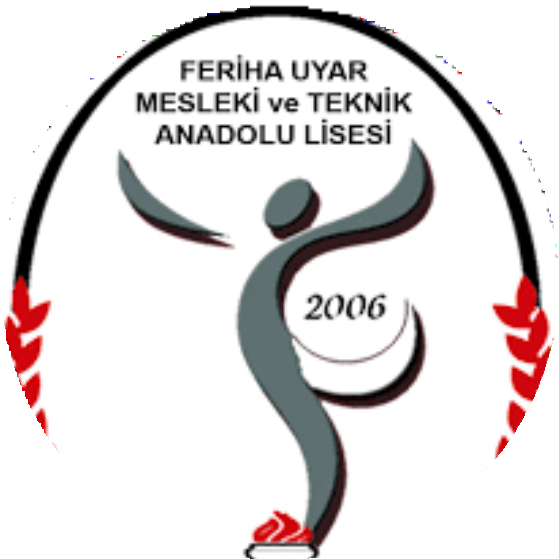 FERİHA UYAR
MESLEKİ ve TEKNİK
ANADOLU LİSESİ
2006